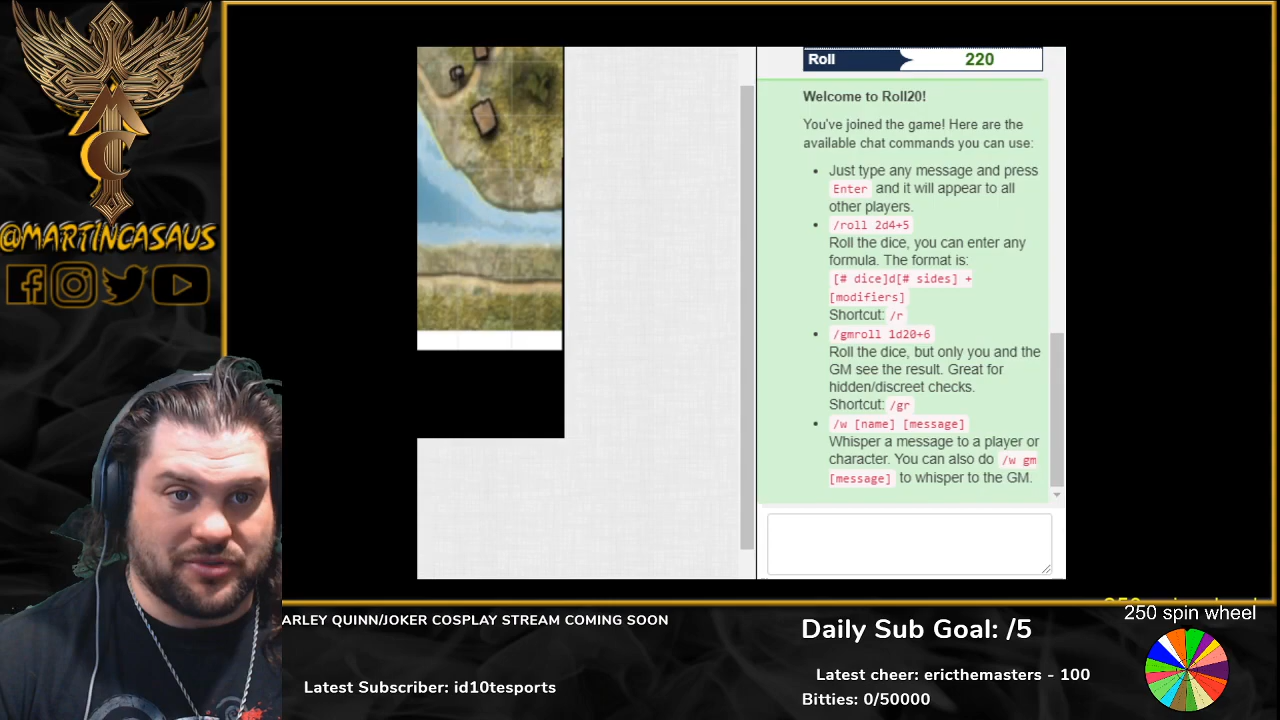 MC
@MARTINCASAUS
Roll
220
Welcome to Roll20!
You've joined the game! Here are the
available chat commands you can use:
Just type any message and press
Enter and it will appear to all
other players.
/roll 2d4+5
Roll the dice, you can enter any
formula. The format is:
[# dice]d[# sides] +
[modifiers]
Shortcut: /r
/gmroll 1d20+6
Roll the dice, but only you and the
GM see the result. Great for
hidden/discreet checks.
Shortcut: /gr
/w [name] [message]
Whisper a message to a player or
character. You can also do /w gm
[message] to whisper to the GM.
ARLEY QUINN/JOKER COSPLAY STREAM COMING SOON
Latest Subscriber: id10tesports
Daily Sub Goal: /5
Latest cheer: ericthemasters - 100
Bitties: 0/50000
250 spin wheel